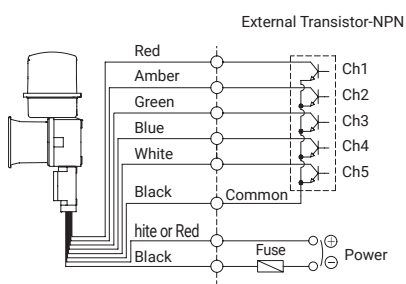 External Transistor-NPN
Red
Ch1
Amber
Ch2
Green
Ch3
Blue
Ch4
White
Ch5
Black
Common
hite or Red
Fuse
Power
Black